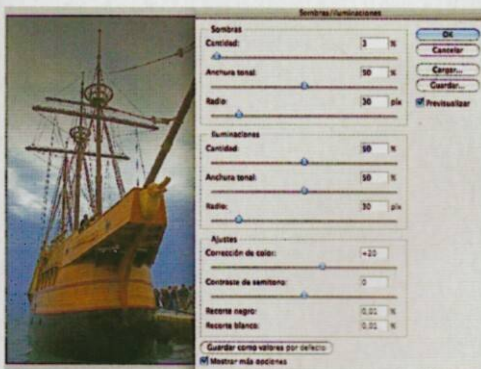 Sombras/Iluminaciones
Sombras
Cantidad: 3 %
Anchura tonal: 50 %
Radio: 30 pix
Iluminaciones
Cantidad: 50 %
Anchura tonal: 50 %
Radio: 30 pix
Ajustes
Corrección de color: +20
Contraste de semitono: 0
Recorte negro: 0,01 %
Recorte blanco: 0,01 %
Guardar como valores por defecto
Mostrar más opciones
OK
Cancelar
Cargar...
Guardar...
Previsualizar